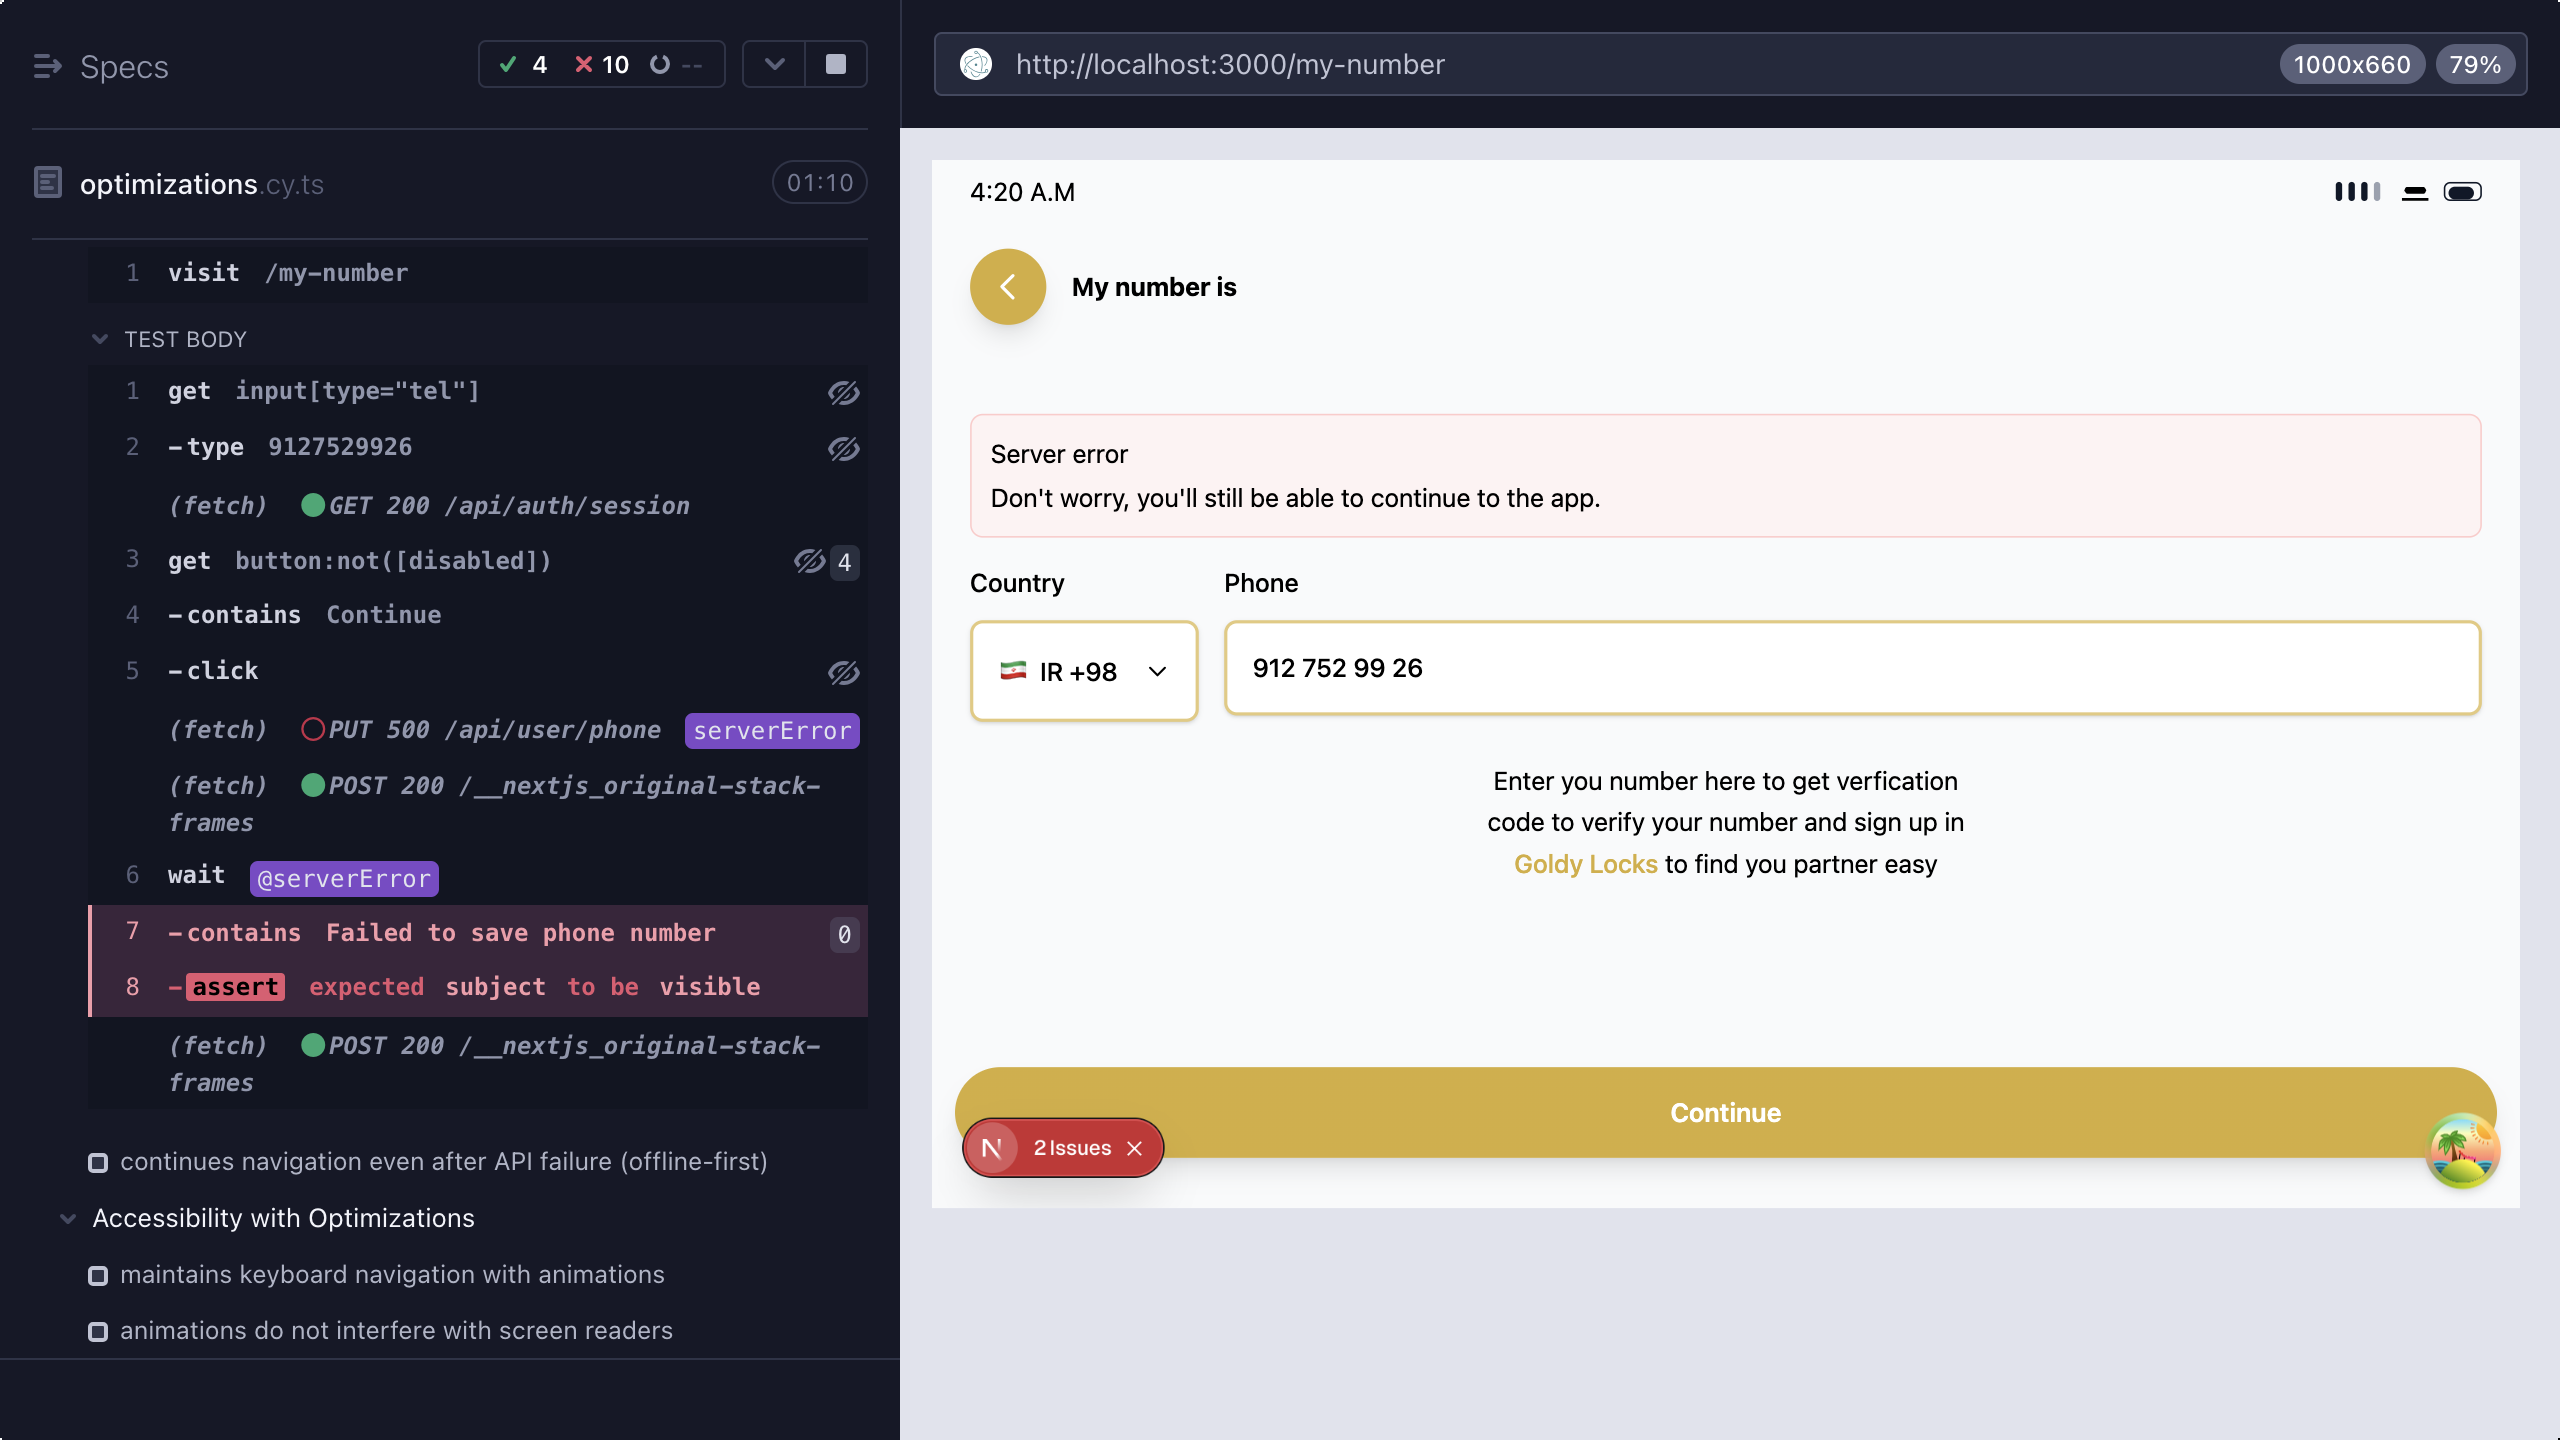 Specs
4 10 --
optimizations.cy.ts
01:10
1 visit /my-number
TEST BODY
1 get input[type="tel"]
2 -type 9127529926
(fetch) GET 200 /api/auth/session
3 get button:not([disabled]) 4
4 -contains Continue
5 -click
(fetch) PUT 500 /api/user/phone serverError
(fetch) POST 200 /__nextjs_original-stack-
frames
6 wait @serverError
7 -contains Failed to save phone number 0
8 -assert expected subject to be visible
(fetch) POST 200 /__nextjs_original-stack-
frames
continues navigation even after API failure (offline-first)
Accessibility with Optimizations
maintains keyboard navigation with animations
animations do not interfere with screen readers
http://localhost:3000/my-number
1000x660 79%
4:20 A.M
My number is
Server error
Don't worry, you'll still be able to continue to the app.
Country Phone
IR +98 912 752 99 26
Enter you number here to get verfication
code to verify your number and sign up in
Goldy Locks to find you partner easy
Continue
N 2 Issues